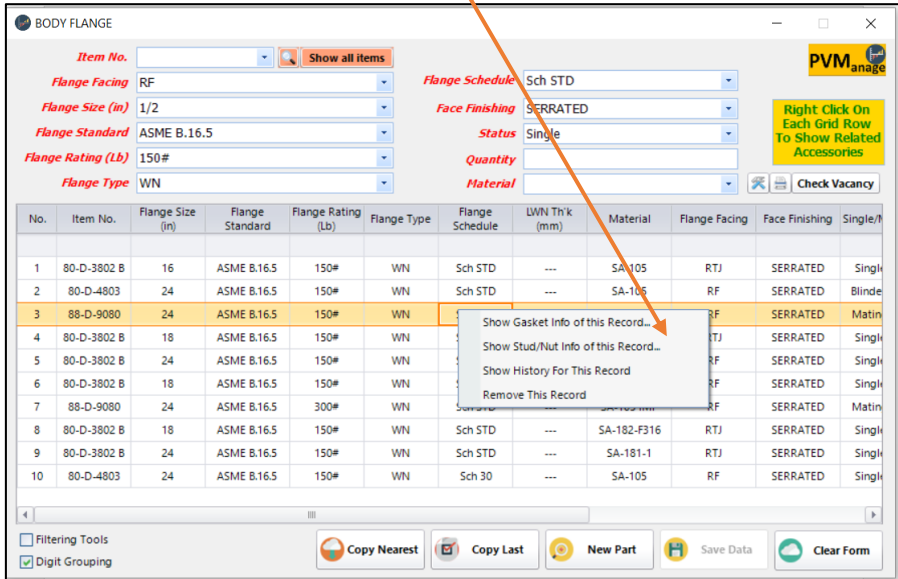 BODY FLANGE
PVManage
Item No.
Show all items
Flange Facing RF
Flange Schedule Sch STD
Flange Size (in) 1/2
Face Finishing SERRATED
Flange Standard ASME B.16.5
Status Single
Flange Rating (Lb) 150#
Quantity
Flange Type WN
Material
Right Click On
Each Grid Row
To Show Related
Accessories
Check Vacancy
No. Item No. Flange Size (in) Flange Standard Flange Rating (Lb) Flange Type Flange Schedule LWN Th'k (mm) Material Flange Facing Face Finishing
1 80-D-3802 B 16 ASME B.16.5 150# WN Sch STD --- SA-105 RTJ SERRATED Single
2 80-D-4803 24 ASME B.16.5 150# WN Sch STD --- SA-105 RF SERRATED Blinde
3 88-D-9080 24 ASME B.16.5 150# WN RF SERRATED Matin
4 80-D-3802 B 18 ASME B.16.5 150# WN SERRATED Single
5 80-D-3802 B 24 ASME B.16.5 150# WN RF SERRATED Single
6 80-D-3802 B 18 ASME B.16.5 150# WN RF SERRATED Single
7 88-D-9080 24 ASME B.16.5 300# WN RF SERRATED Matin
8 80-D-3802 B 18 ASME B.16.5 150# WN Sch STD --- SA-182-F316 RTJ SERRATED Single
9 80-D-3802 B 24 ASME B.16.5 150# WN Sch STD --- SA-181-1 RTJ SERRATED Single
10 80-D-4803 24 ASME B.16.5 150# WN Sch 30 --- SA-105 RF SERRATED Single
Show Gasket Info of this Record...
Show Stud/Nut Info of this Record...
Show History For This Record
Remove This Record
Filtering Tools
Digit Grouping
Copy Nearest
Copy Last
New Part
Save Data
Clear Form